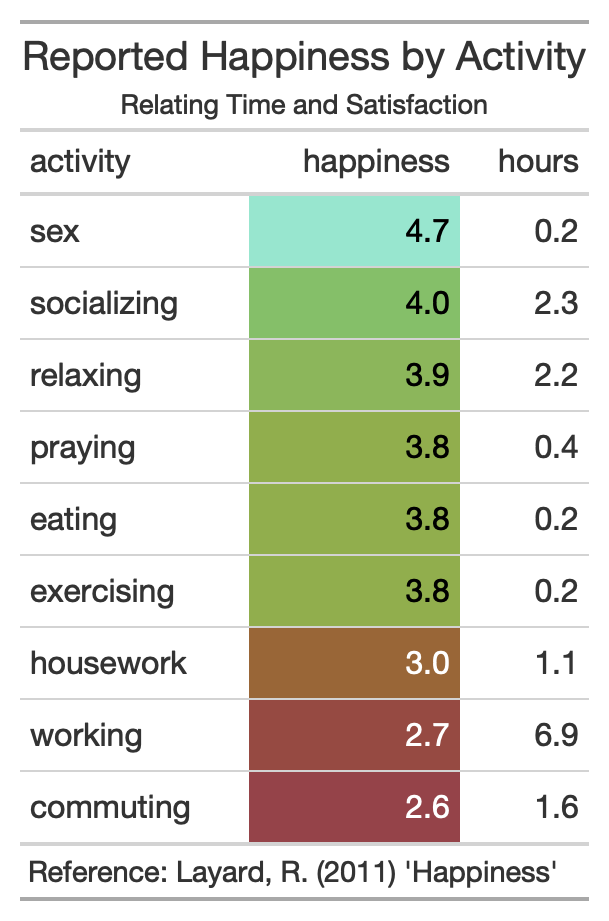 Reported Happiness by Activity
Relating Time and Satisfaction
activity happiness hours
sex 4.7 0.2
socializing 4.0 2.3
relaxing 3.9 2.2
praying 3.8 0.4
eating 3.8 0.2
exercising 3.8 0.2
housework 3.0 1.1
working 2.7 6.9
commuting 2.6 1.6
Reference: Layard, R. (2011) 'Happiness'